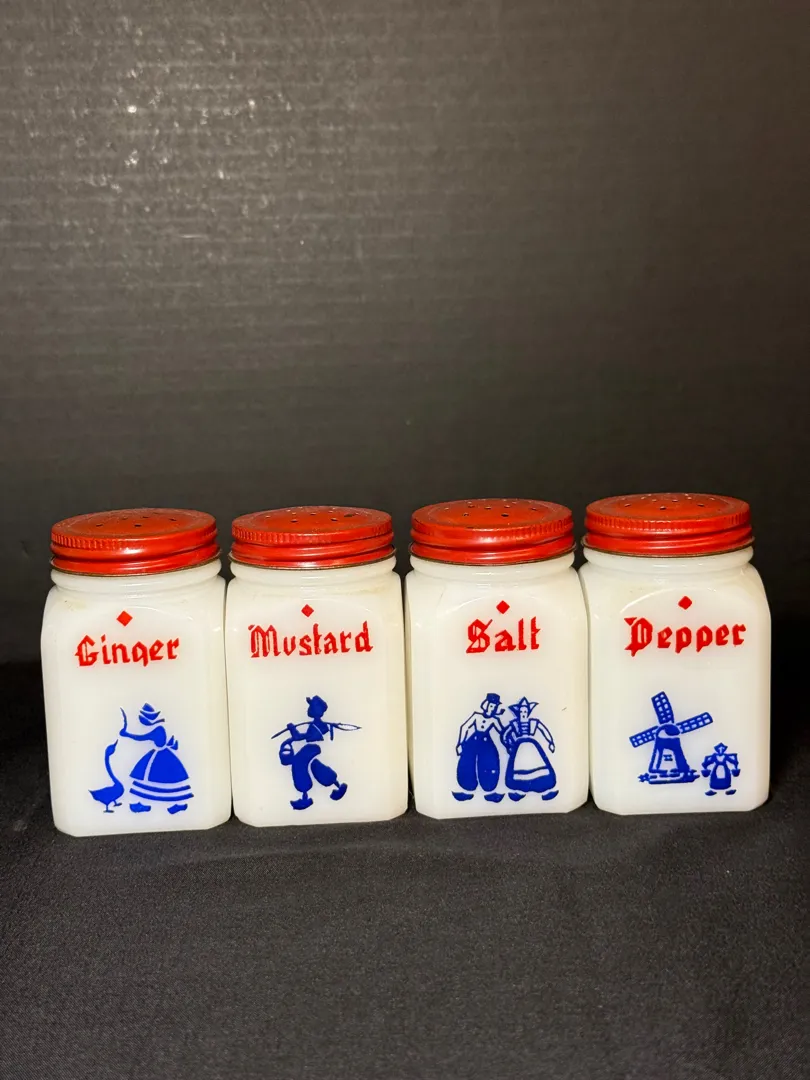 Ginger
Mustard
Salt
Pepper